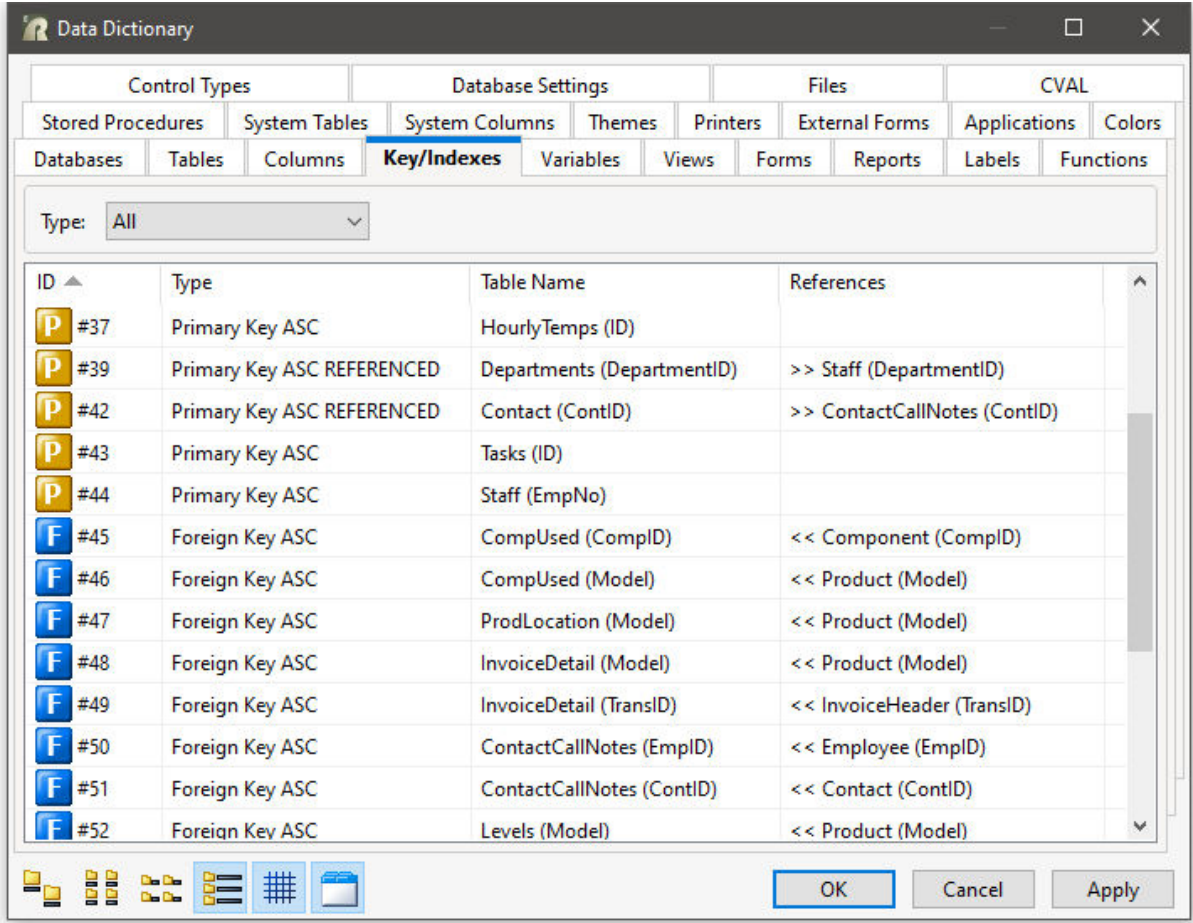 Data Dictionary
Control Types Database Settings Files CVAL
Stored Procedures System Tables System Columns Themes Printers External Forms Applications Colors
Databases Tables Columns Key/Indexes Variables Views Forms Reports Labels Functions
Type: All
ID Type Table Name References
P #37 Primary Key ASC HourlyTemps (ID)
P #39 Primary Key ASC REFERENCED Departments (DepartmentID) >> Staff (DepartmentID)
P #42 Primary Key ASC REFERENCED Contact (ContID) >> ContactCallNotes (ContID)
P #43 Primary Key ASC Tasks (ID)
P #44 Primary Key ASC Staff (EmpNo)
F #45 Foreign Key ASC CompUsed (CompID) << Component (CompID)
F #46 Foreign Key ASC CompUsed (Model) << Product (Model)
F #47 Foreign Key ASC ProdLocation (Model) << Product (Model)
F #48 Foreign Key ASC InvoiceDetail (Model) << Product (Model)
F #49 Foreign Key ASC InvoiceDetail (TransID) << InvoiceHeader (TransID)
F #50 Foreign Key ASC ContactCallNotes (EmpID) << Employee (EmpID)
F #51 Foreign Key ASC ContactCallNotes (ContID) << Contact (ContID)
F #52 Foreign Key ASC Levels (Model) << Product (Model)
OK Cancel Apply